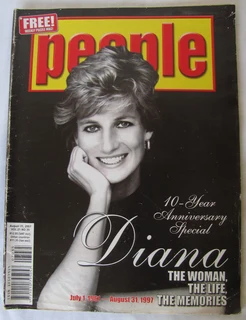 FREE!
people
10-Year
Anniversary
Special
Diana
THE WOMAN,
THE LIFE,
THE MEMORIES
July 1, August 31, 1997